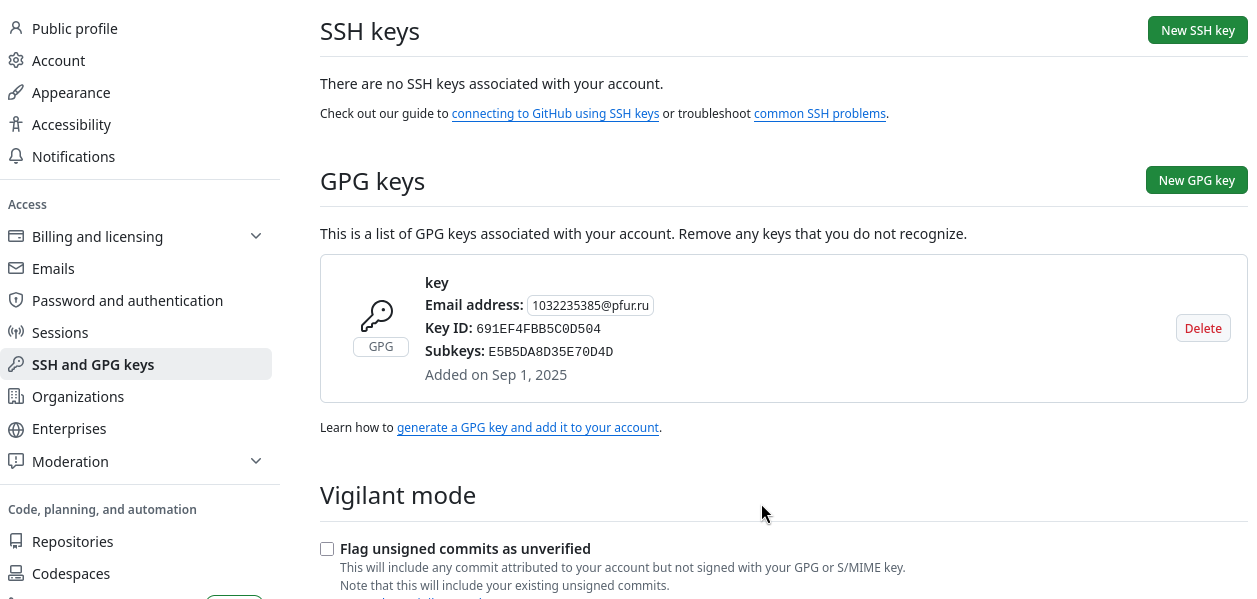 Public profile
Account
Appearance
Accessibility
Notifications
Access
Billing and licensing
Emails
Password and authentication
Sessions
SSH and GPG keys
Organizations
Enterprises
Moderation
Code, planning, and automation
Repositories
Codespaces
SSH keys
New SSH key
There are no SSH keys associated with your account.
Check out our guide to connecting to GitHub using SSH keys or troubleshoot common SSH problems.
GPG keys
New GPG key
This is a list of GPG keys associated with your account. Remove any keys that you do not recognize.
GPG
key
Email address: 1032235385@pfur.ru
Key ID: 691EF4FBB5C0D504
Subkeys: E5B5DA8D35E70D4D
Added on Sep 1, 2025
Delete
Learn how to generate a GPG key and add it to your account.
Vigilant mode
Flag unsigned commits as unverified
This will include any commit attributed to your account but not signed with your GPG or S/MIME key.
Note that this will include your existing unsigned commits.